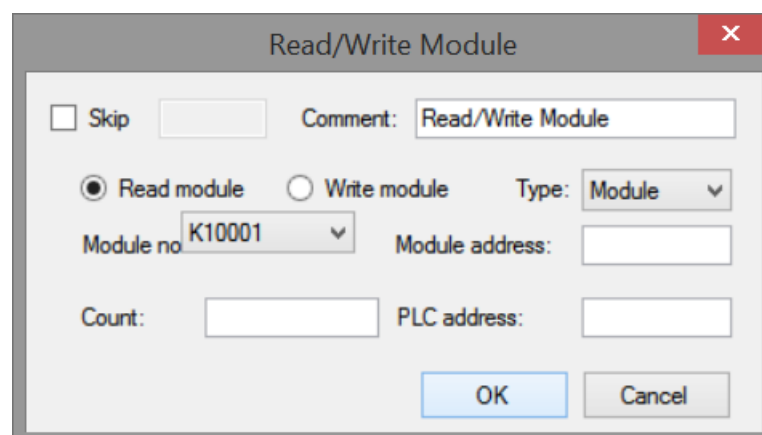 Read/Write Module
Skip Comment: Read/Write Module
Read module Write module Type: Module
Module no K10001 Module address:
Count: PLC address:
OK Cancel